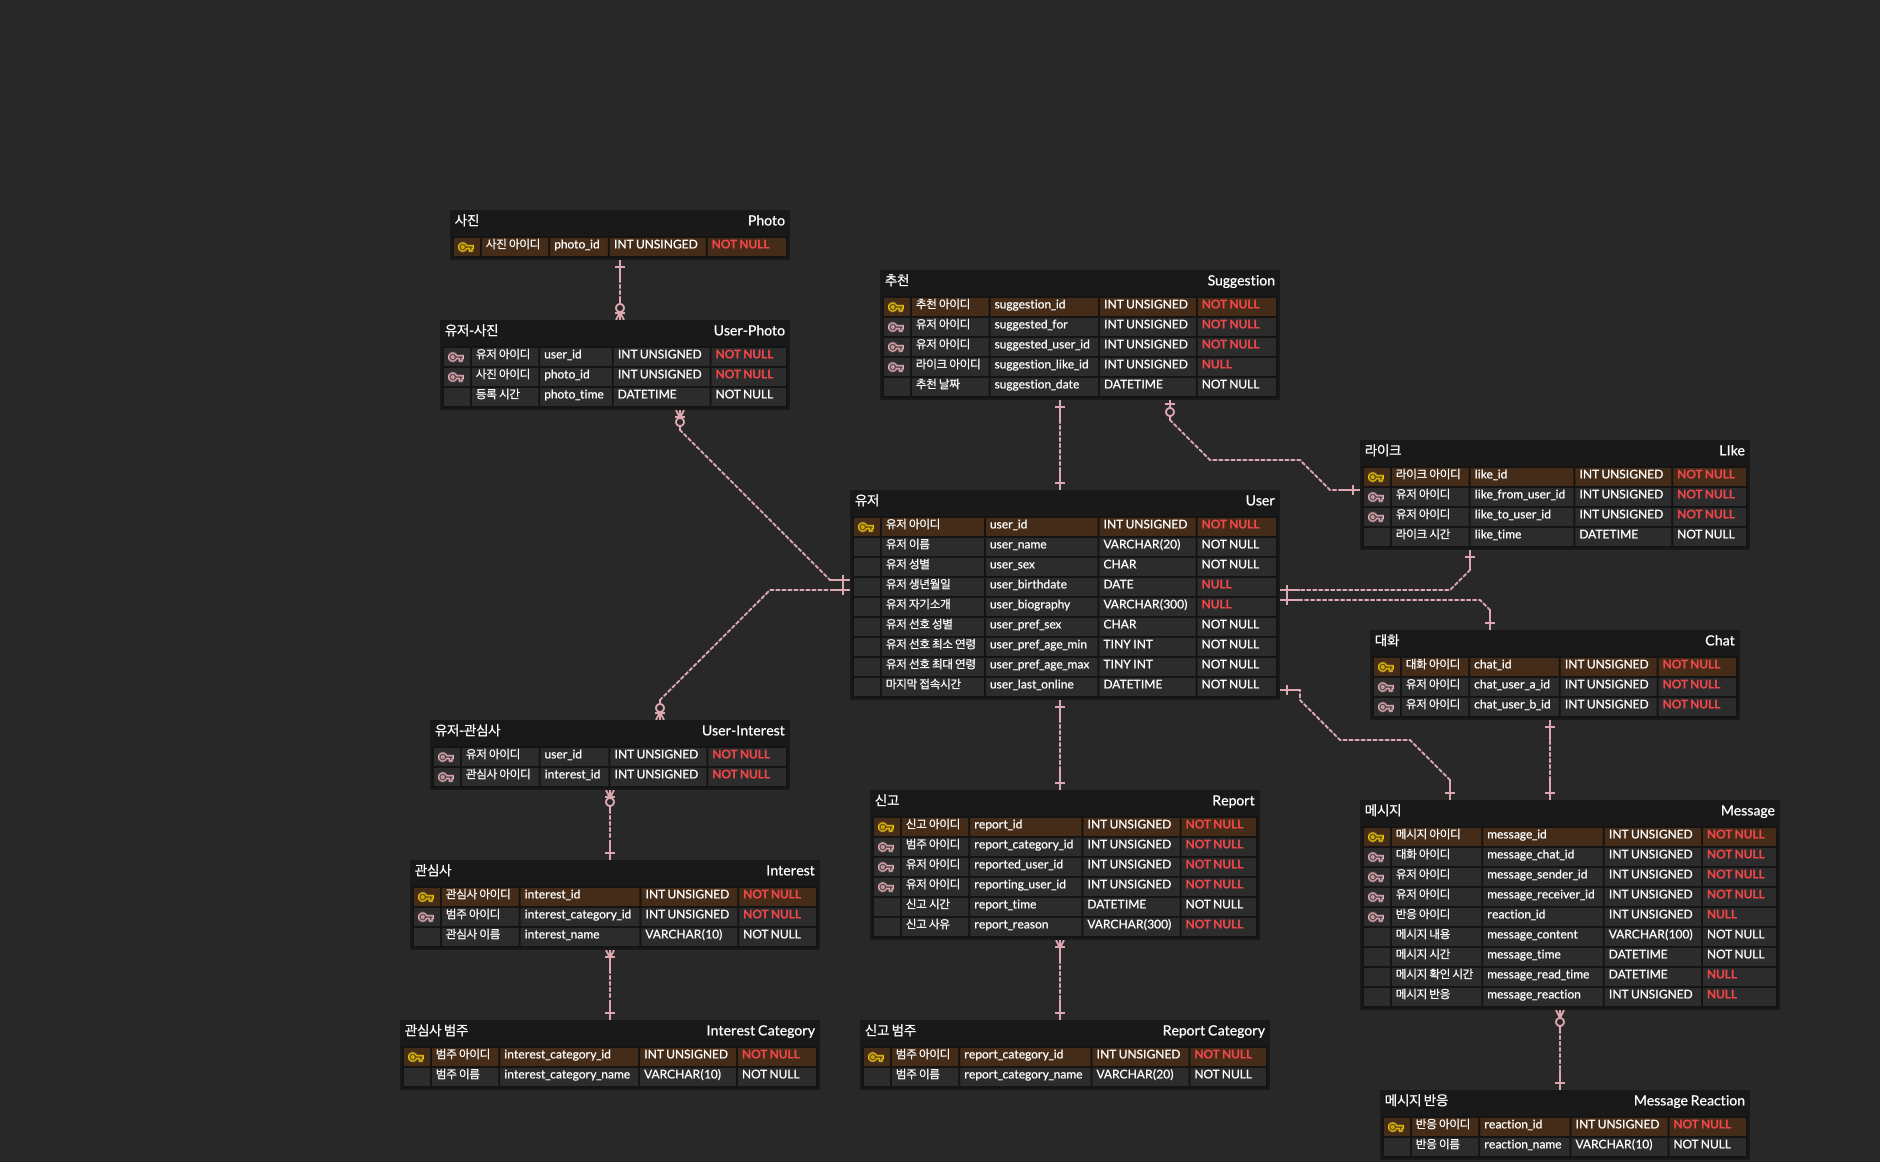 사진 Photo
사진 아이디 photo_id INT UNSINGED NOT NULL
유저-사진 User-Photo
유저 아이디 user_id INT UNSIGNED NOT NULL
사진 아이디 photo_id INT UNSIGNED NOT NULL
등록 시간 photo_time DATETIME NOT NULL
추천 Suggestion
추천 아이디 suggestion_id INT UNSIGNED NOT NULL
유저 아이디 suggested_for INT UNSIGNED NOT NULL
유저 아이디 suggested_user_id INT UNSIGNED NOT NULL
라이크 아이디 suggestion_like_id INT UNSIGNED NULL
추천 날짜 suggestion_date DATETIME NOT NULL
라이크 LIke
라이크 아이디 like_id INT UNSIGNED NOT NULL
유저 아이디 like_from_user_id INT UNSIGNED NOT NULL
유저 아이디 like_to_user_id INT UNSIGNED NOT NULL
라이크 시간 like_time DATETIME NOT NULL
유저 User
유저 아이디 user_id INT UNSIGNED NOT NULL
유저 이름 user_name VARCHAR(20) NOT NULL
유저 성별 user_sex CHAR NOT NULL
유저 생년월일 user_birthdate DATE NULL
유저 자기소개 user_biography VARCHAR(300) NULL
유저 선호 성별 user_pref_sex CHAR NOT NULL
유저 선호 최소 연령 user_pref_age_min TINY INT NOT NULL
유저 선호 최대 연령 user_pref_age_max TINY INT NOT NULL
마지막 접속시간 user_last_online DATETIME NOT NULL
대화 Chat
대화 아이디 chat_id INT UNSIGNED NOT NULL
유저 아이디 chat_user_a_id INT UNSIGNED NOT NULL
유저 아이디 chat_user_b_id INT UNSIGNED NOT NULL
유저-관심사 User-Interest
유저 아이디 user_id INT UNSIGNED NOT NULL
관심사 아이디 interest_id INT UNSIGNED NOT NULL
신고 Report
신고 아이디 report_id INT UNSIGNED NOT NULL
범주 아이디 report_category_id INT UNSIGNED NOT NULL
유저 아이디 reported_user_id INT UNSIGNED NOT NULL
유저 아이디 reporting_user_id INT UNSIGNED NOT NULL
신고 시간 report_time DATETIME NOT NULL
신고 사유 report_reason VARCHAR(300) NOT NULL
메시지 Message
메시지 아이디 message_id INT UNSIGNED NOT NULL
대화 아이디 message_chat_id INT UNSIGNED NOT NULL
유저 아이디 message_sender_id INT UNSIGNED NOT NULL
유저 아이디 message_receiver_id INT UNSIGNED NOT NULL
반응 아이디 reaction_id INT UNSIGNED NULL
메시지 내용 message_content VARCHAR(100) NOT NULL
메시지 시간 message_time DATETIME NOT NULL
메시지 확인 시간 message_read_time DATETIME NULL
메시지 반응 message_reaction INT UNSIGNED NULL
관심사 Interest
관심사 아이디 interest_id INT UNSIGNED NOT NULL
범주 아이디 interest_category_id INT UNSIGNED NOT NULL
관심사 이름 interest_name VARCHAR(10) NOT NULL
관심사 범주 Interest Category
범주 아이디 interest_category_id INT UNSIGNED NOT NULL
범주 이름 interest_category_name VARCHAR(10) NOT NULL
신고 범주 Report Category
범주 아이디 report_category_id INT UNSIGNED NOT NULL
범주 이름 report_category_name VARCHAR(20) NOT NULL
메시지 반응 Message Reaction
반응 아이디 reaction_id INT UNSIGNED NOT NULL
반응 이름 reaction_name VARCHAR(10) NOT NULL